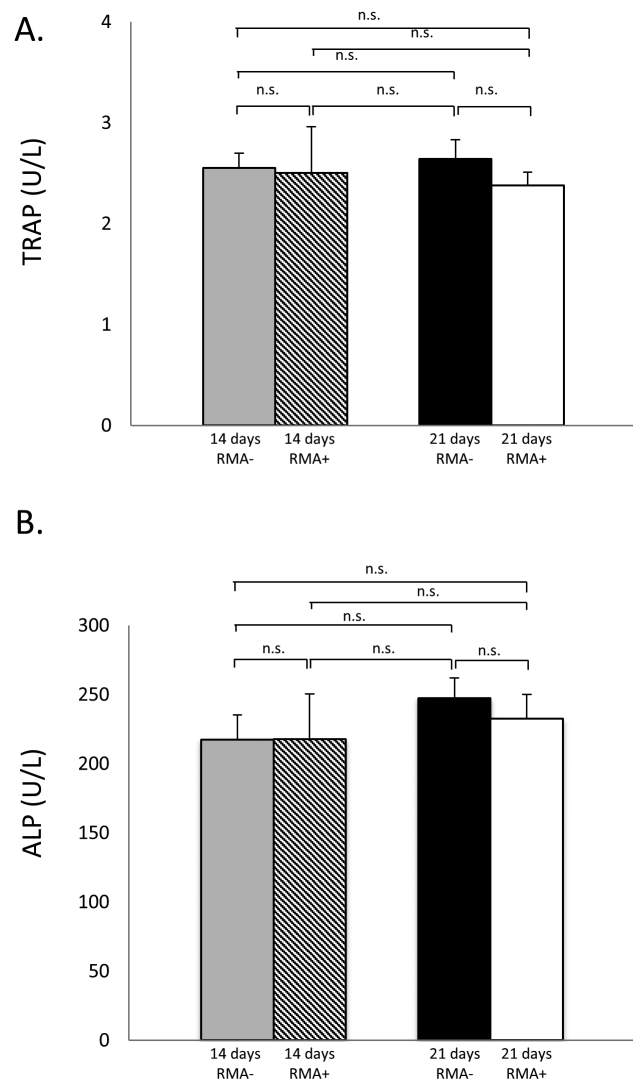 A.
TRAP (U/L)
4
3
2
1
0
n.s.
n.s.
n.s.
n.s.
n.s.
n.s.
14 days
RMA-
14 days
RMA+
21 days
RMA-
21 days
RMA+
B.
ALP (U/L)
300
250
200
150
100
50
0
n.s.
n.s.
n.s.
n.s.
n.s.
n.s.
14 days
RMA-
14 days
RMA+
21 days
RMA-
21 days
RMA+